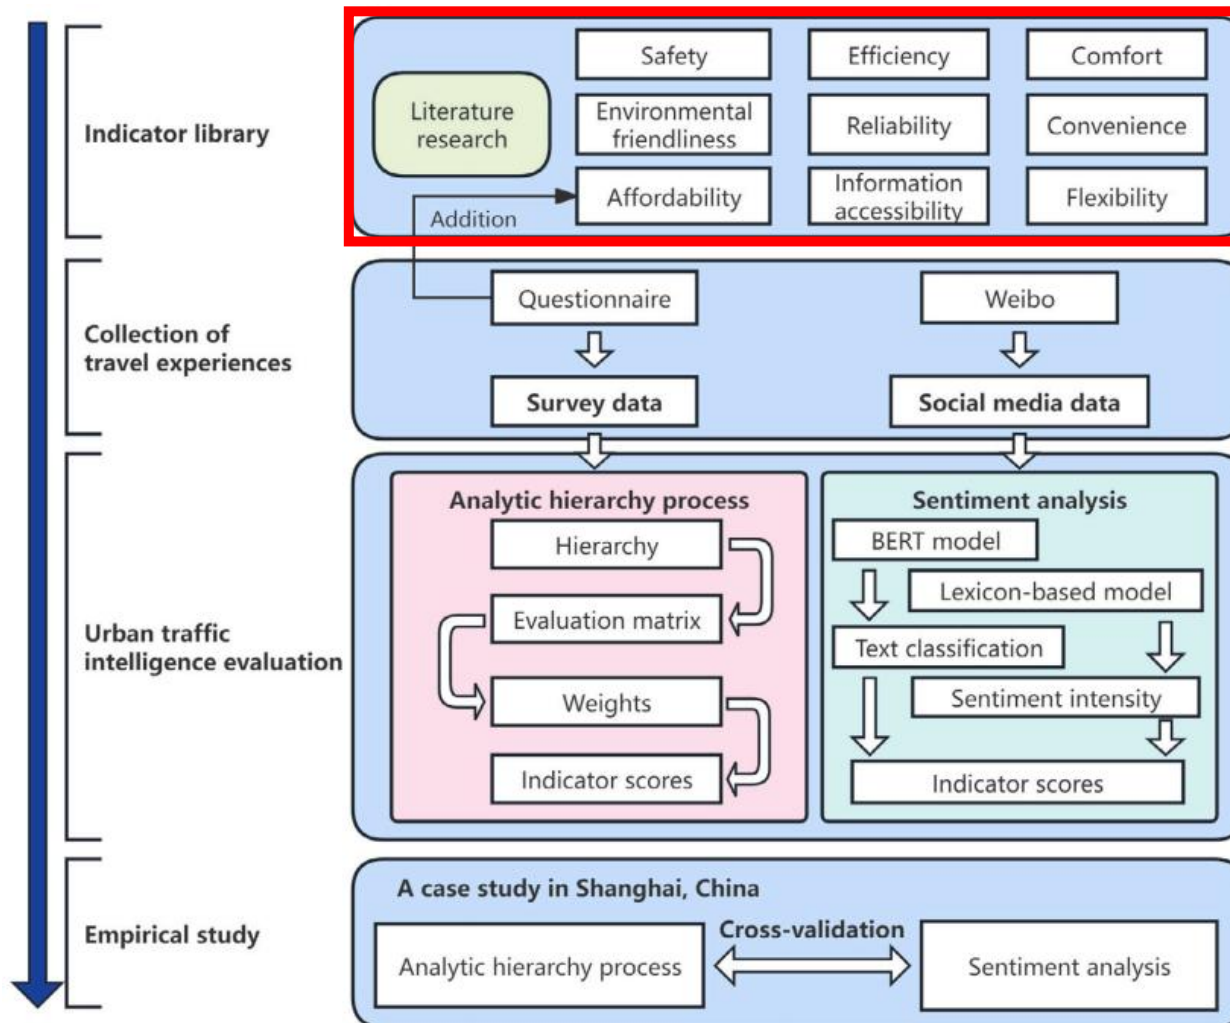 Indicator library
Literature
research
Safety
Efficiency
Comfort
Environmental
friendliness
Reliability
Convenience
Affordability
Information
accessibility
Flexibility
Addition
Collection of
travel experiences
Questionnaire
Weibo
Survey data
Social media data
Urban traffic
intelligence evaluation
Analytic hierarchy process
Hierarchy
Evaluation matrix
Weights
Indicator scores
Sentiment analysis
BERT model
Lexicon-based model
Text classification
Sentiment intensity
Indicator scores
Empirical study
A case study in Shanghai, China
Analytic hierarchy process
Cross-validation
Sentiment analysis